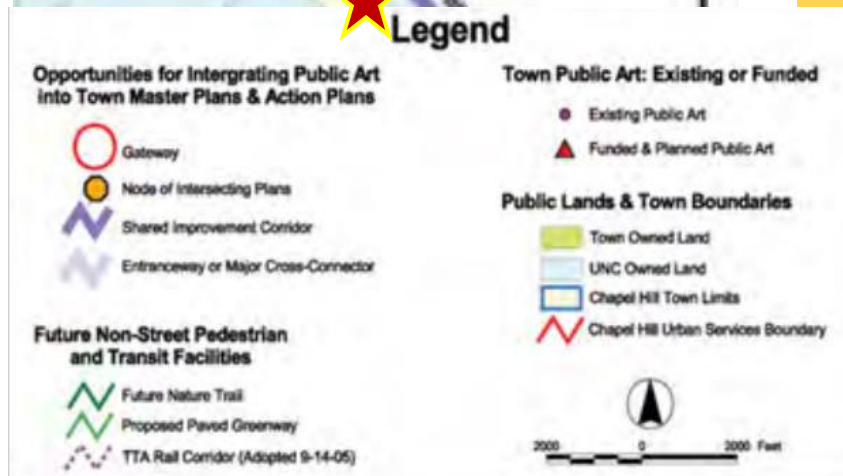 Legend
Opportunities for Intergrating Public Art
into Town Master Plans & Action Plans
Gateway
Node of Intersecting Plans
Shared Improvement Corridor
Entranceway or Major Cross-Connector
Future Non-Street Pedestrian
and Transit Facilities
Future Nature Trail
Proposed Paved Greenway
TTA Rail Corridor (Adopted 9-14-05)
Town Public Art: Existing or Funded
Existing Public Art
Funded & Planned Public Art
Public Lands & Town Boundaries
Town Owned Land
UNC Owned Land
Chapel Hill Town Limits
Chapel Hill Urban Services Boundary
2000 0 2000 Feet